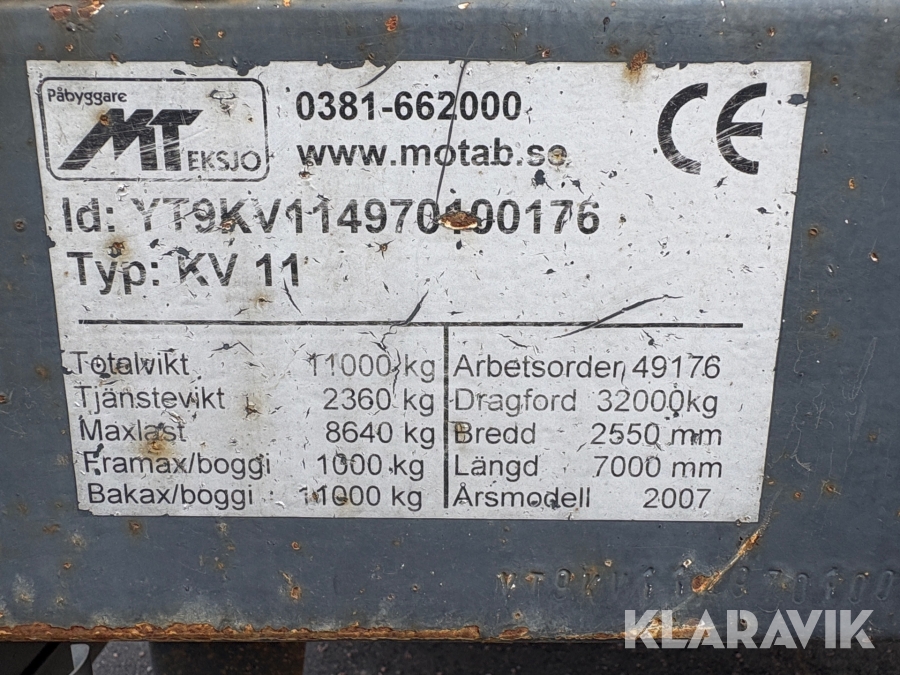 Påbyggare
MT EKSJÖ
0381-662000
www.motab.se
CE
Id: YT9KV114970100176
Typ: KV 11
Totalvikt 11000 kg
Tjänstevikt 2360 kg
Maxlast 8640 kg
Framax/boggi 1000 kg
Bakax/boggi 11000 kg
Arbetsorder 49176
Dragford 32000kg
Bredd 2550 mm
Längd 7000 mm
Årsmodell 2007
KLARAVIK